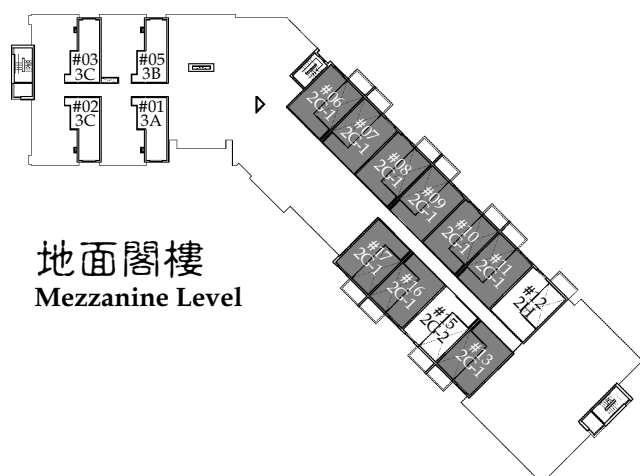 #03
3C
#05
3B
#02
3C
#01
3A
#06
2G-1
#07
2G-1
#08
2G-1
#09
2G-1
#10
2G-1
#11
2G-1
#12
2H
#17
2G-1
#16
2G-1
#15
2G-2
#13
2G-1
地面閣樓
Mezzanine Level